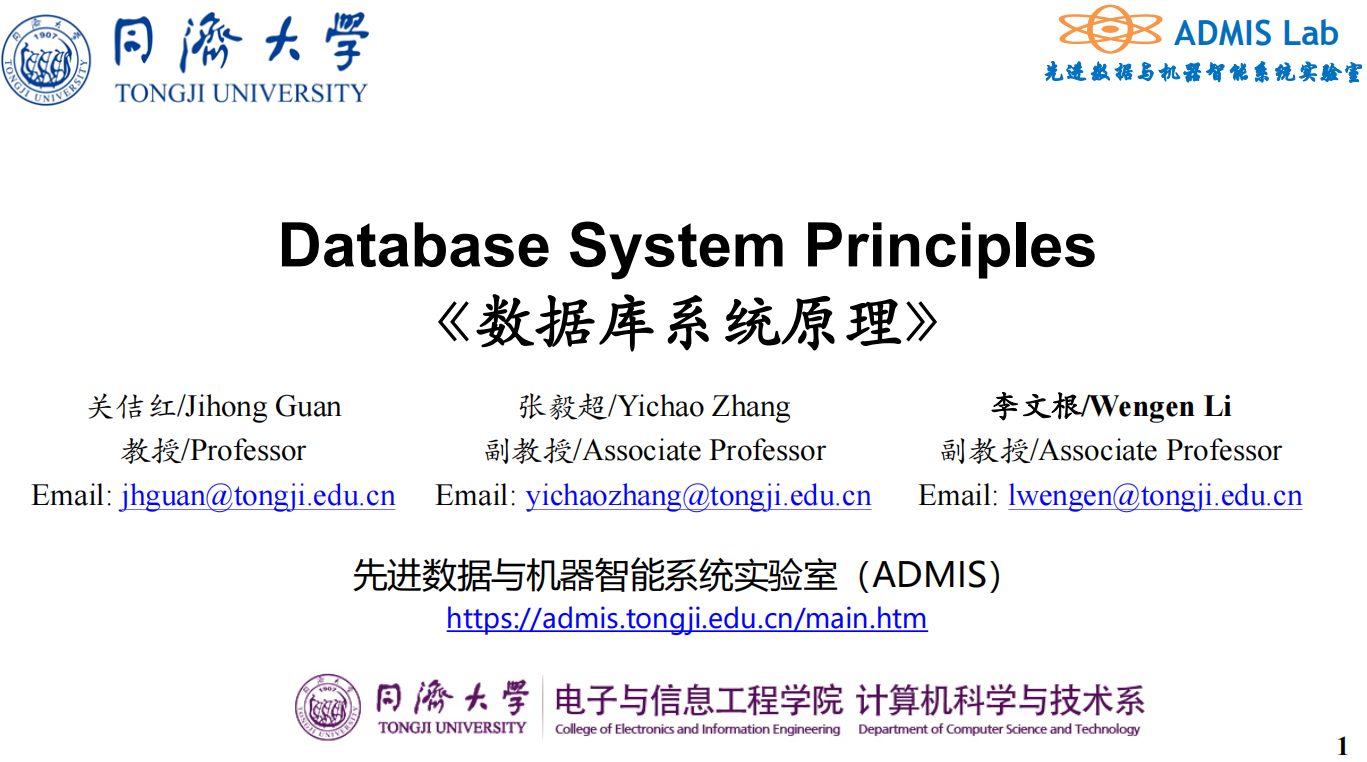 同濟大學
TONGJI UNIVERSITY
1907
TONGJI UNIVERSITY
ADMIS Lab
先进数据与机器智能系统实验室
Database System Principles
《数据库系统原理》
关佶红/Jihong Guan
教授/Professor
Email: jhguan@tongji.edu.cn
张毅超/Yichao Zhang
副教授/Associate Professor
Email: yichaozhang@tongji.edu.cn
李文根/Wengen Li
副教授/Associate Professor
Email: lwengen@tongji.edu.cn
先进数据与机器智能系统实验室（ADMIS）
https://admis.tongji.edu.cn/main.htm
同濟大學
TONGJI UNIVERSITY
电子与信息工程学院 计算机科学与技术系
College of Electronics and Information Engineering Department of Computer Science and Technology
1